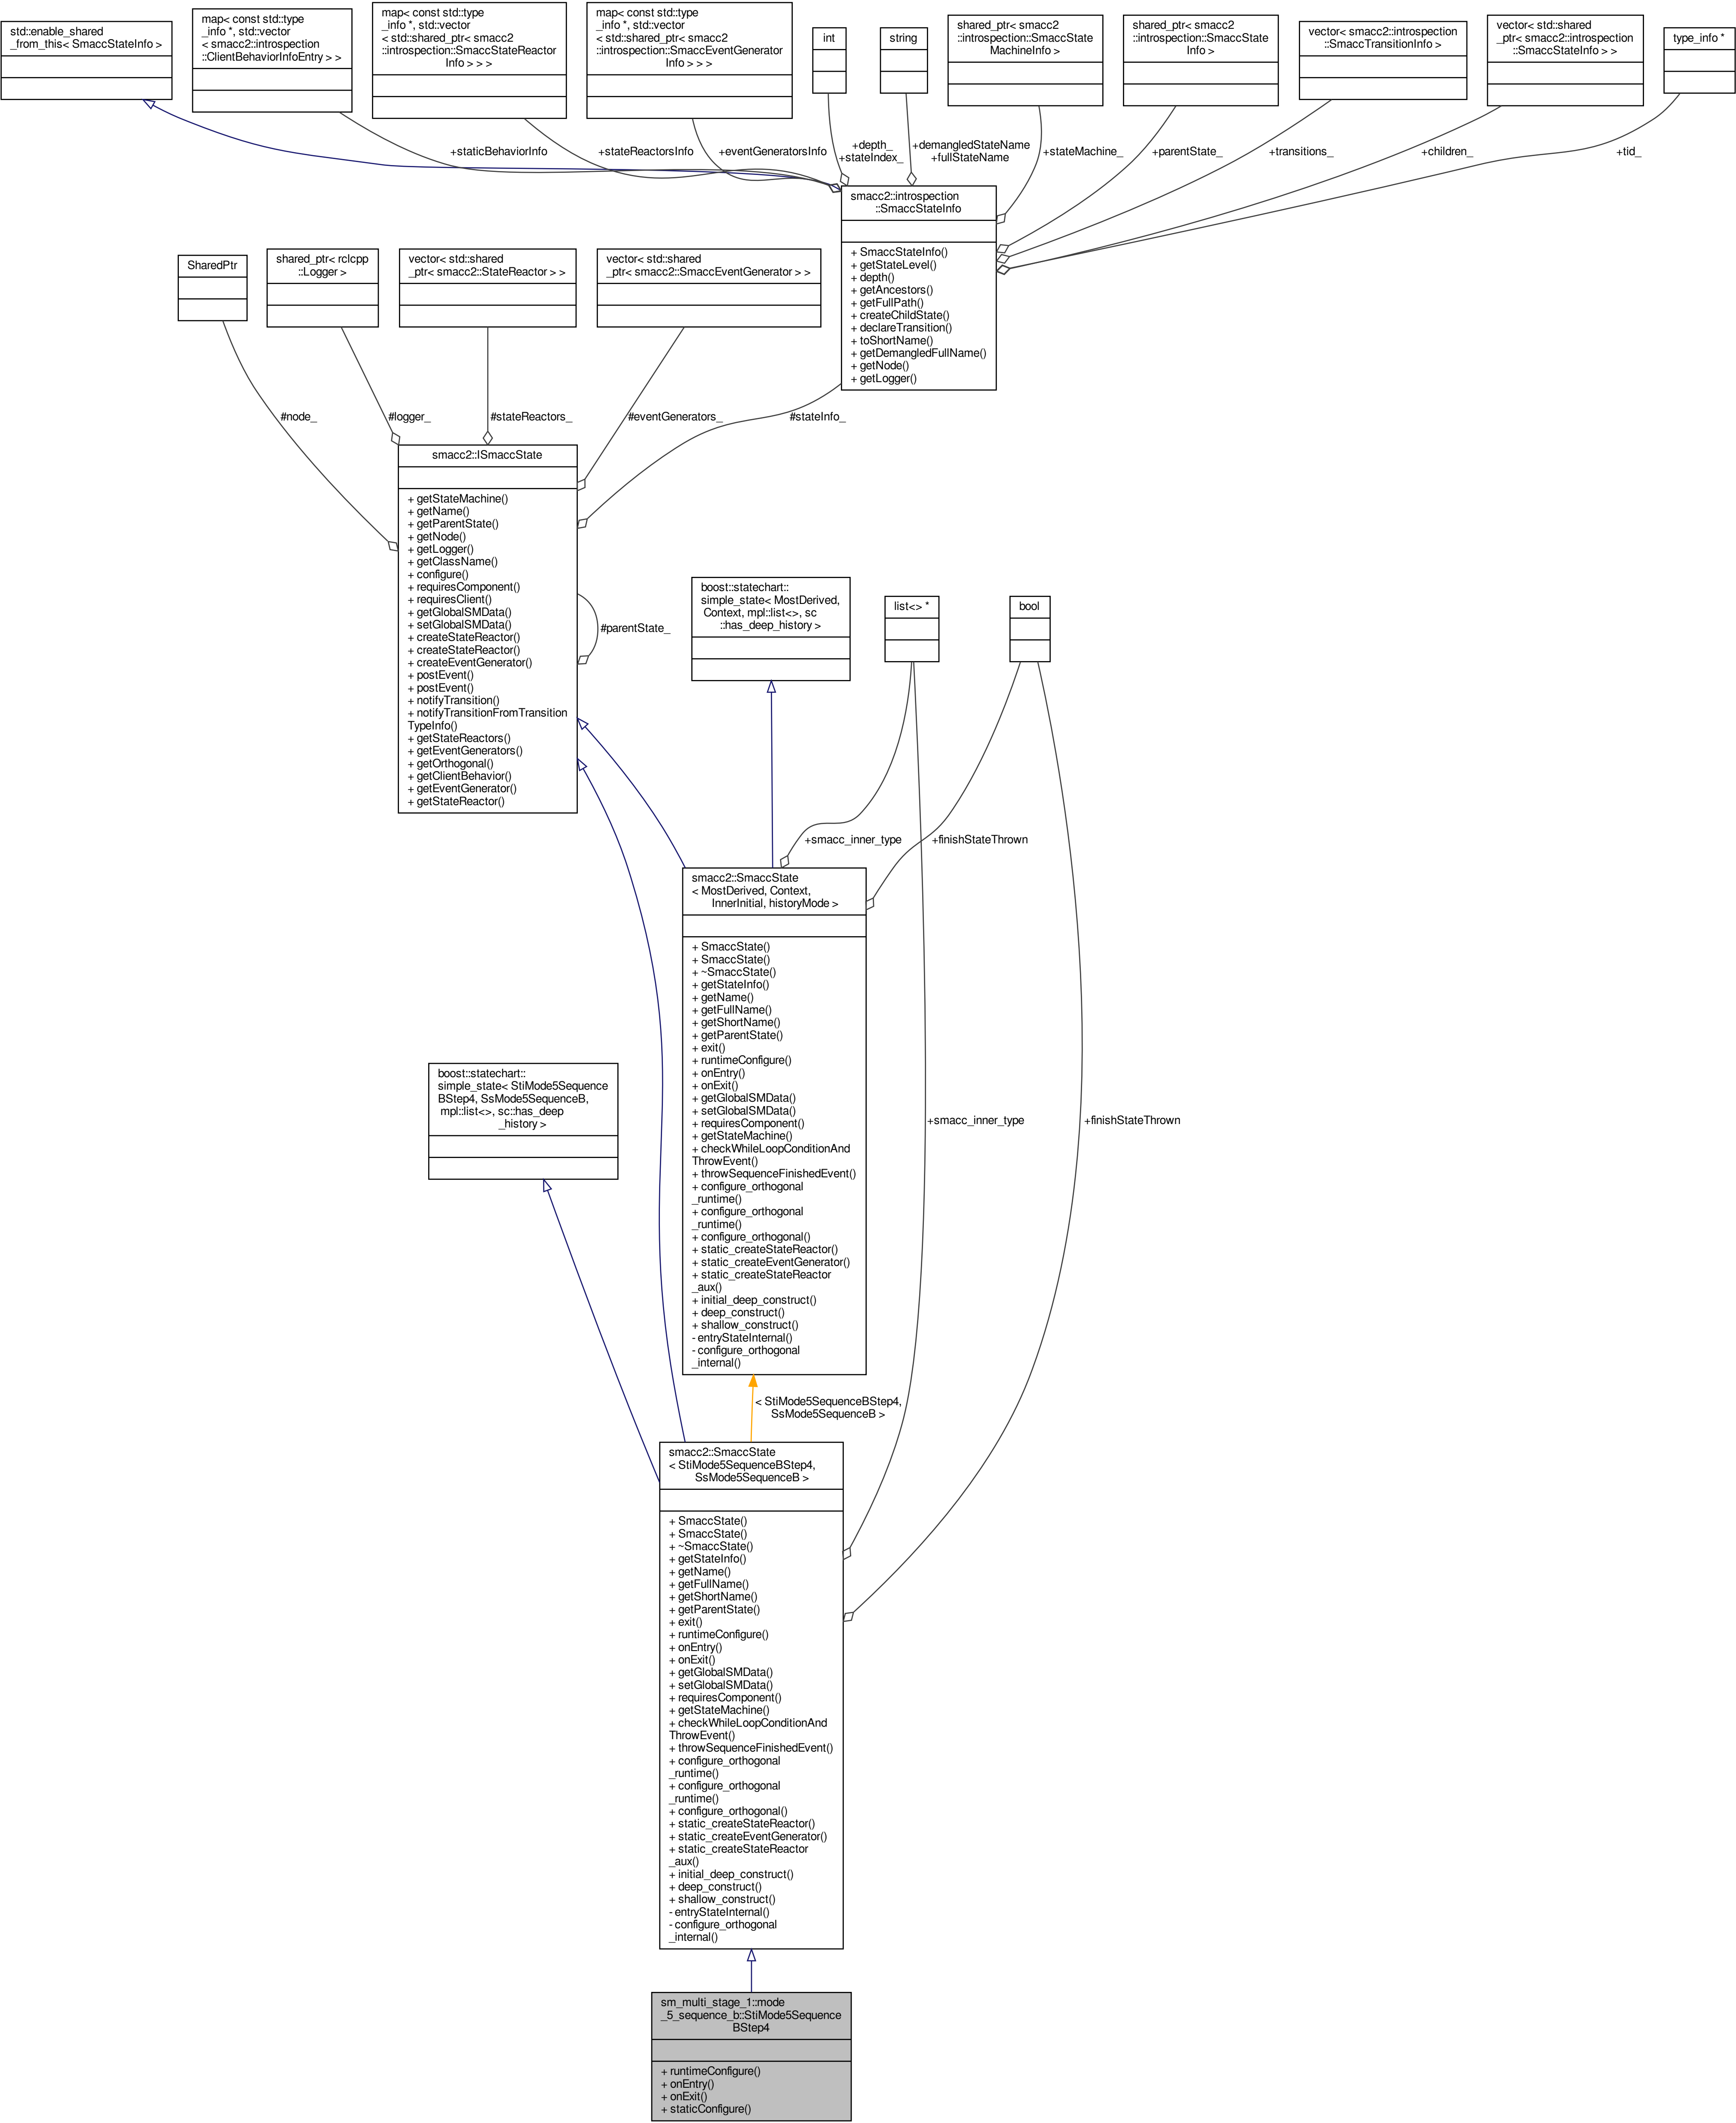 std::enable_shared
_from_this< SmaccStateInfo >
map< const std::type
_info *, std::vector
< smacc2::introspection
::ClientBehaviorInfoEntry > >
map< const std::type
_info *, std::vector
< std::shared_ptr< smacc2
::introspection::SmaccStateReactor
Info > > >
map< const std::type
_info *, std::vector
< std::shared_ptr< smacc2
::introspection::SmaccEventGenerator
Info > > >
int
string
shared_ptr< smacc2
::introspection::SmaccState
MachineInfo >
shared_ptr< smacc2
::introspection::SmaccState
Info >
vector< smacc2::introspection
::SmaccTransitionInfo >
vector< std::shared
_ptr< smacc2::introspection
::SmaccStateInfo > >
type_info *
+staticBehaviorInfo
+stateReactorsInfo
+eventGeneratorsInfo
+depth_
+stateIndex_
+demangledStateName
+fullStateName
+stateMachine_
+parentState_
+transitions_
+children_
+tid_
smacc2::introspection
::SmaccStateInfo
+ SmaccStateInfo()
+ getStateLevel()
+ depth()
+ getAncestors()
+ getFullPath()
+ createChildState()
+ declareTransition()
+ toShortName()
+ getDemangledFullName()
+ getNode()
+ getLogger()
SharedPtr
shared_ptr< rclcpp
::Logger >
vector< std::shared
_ptr< smacc2::StateReactor > >
vector< std::shared
_ptr< smacc2::SmaccEventGenerator > >
#node_
#logger_
#stateReactors_
#eventGenerators_
#stateInfo_
smacc2::ISmaccState
+ getStateMachine()
+ getName()
+ getParentState()
+ getNode()
+ getLogger()
+ getClassName()
+ configure()
+ requiresComponent()
+ requiresClient()
+ getGlobalSMData()
+ setGlobalSMData()
+ createStateReactor()
+ createStateReactor()
+ createEventGenerator()
+ postEvent()
+ postEvent()
+ notifyTransition()
+ notifyTransitionFromTransition
TypeInfo()
+ getStateReactors()
+ getEventGenerators()
+ getOrthogonal()
+ getClientBehavior()
+ getEventGenerator()
+ getStateReactor()
#parentState_
boost::statechart::
simple_state< MostDerived,
Context, mpl::list<>, sc
::has_deep_history >
list<> *
bool
+smacc_inner_type
+finishStateThrown
smacc2::SmaccState
< MostDerived, Context,
InnerInitial, historyMode >
+ SmaccState()
+ SmaccState()
+ ~SmaccState()
+ getStateInfo()
+ getName()
+ getFullName()
+ getShortName()
+ getParentState()
+ exit()
+ runtimeConfigure()
+ onEntry()
+ onExit()
+ getGlobalSMData()
+ setGlobalSMData()
+ requiresComponent()
+ getStateMachine()
+ checkWhileLoopConditionAnd
ThrowEvent()
+ throwSequenceFinishedEvent()
+ configure_orthogonal
_runtime()
+ configure_orthogonal
_runtime()
+ configure_orthogonal()
+ static_createStateReactor()
+ static_createEventGenerator()
+ static_createStateReactor
_aux()
+ initial_deep_construct()
+ deep_construct()
+ shallow_construct()
- entryStateInternal()
- configure_orthogonal
_internal()
boost::statechart::
simple_state< StiMode5Sequence
BStep4, SsMode5SequenceB,
mpl::list<>, sc::has_deep
_history >
+smacc_inner_type
+finishStateThrown
< StiMode5SequenceBStep4,
SsMode5SequenceB >
smacc2::SmaccState
< StiMode5SequenceBStep4,
SsMode5SequenceB >
+ SmaccState()
+ SmaccState()
+ ~SmaccState()
+ getStateInfo()
+ getName()
+ getFullName()
+ getShortName()
+ getParentState()
+ exit()
+ runtimeConfigure()
+ onEntry()
+ onExit()
+ getGlobalSMData()
+ setGlobalSMData()
+ requiresComponent()
+ getStateMachine()
+ checkWhileLoopConditionAnd
ThrowEvent()
+ throwSequenceFinishedEvent()
+ configure_orthogonal
_runtime()
+ configure_orthogonal
_runtime()
+ configure_orthogonal()
+ static_createStateReactor()
+ static_createEventGenerator()
+ static_createStateReactor
_aux()
+ initial_deep_construct()
+ deep_construct()
+ shallow_construct()
- entryStateInternal()
- configure_orthogonal
_internal()
sm_multi_stage_1::mode
_5_sequence_b::StiMode5Sequence
BStep4
+ runtimeConfigure()
+ onEntry()
+ onExit()
+ staticConfigure()